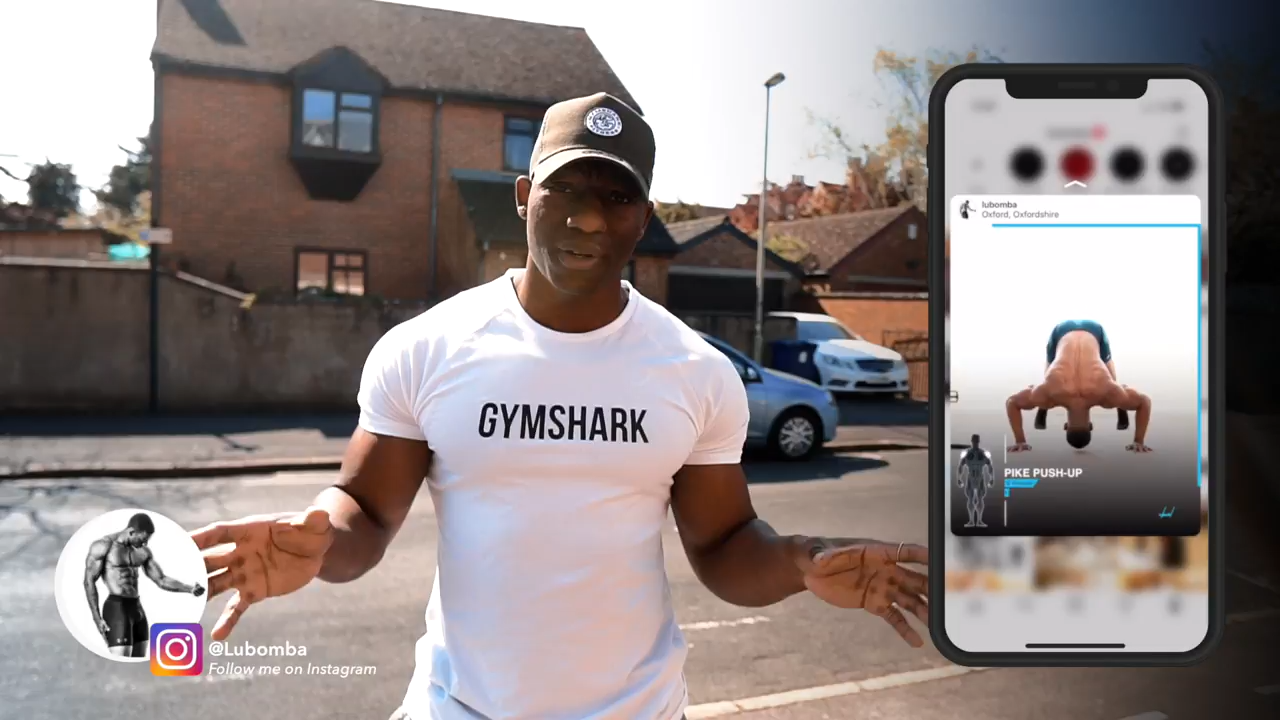 GYMSHARK
lubomba
Oxford, Oxfordshire
PIKE PUSH-UP
@Lubomba
Follow me on Instagram